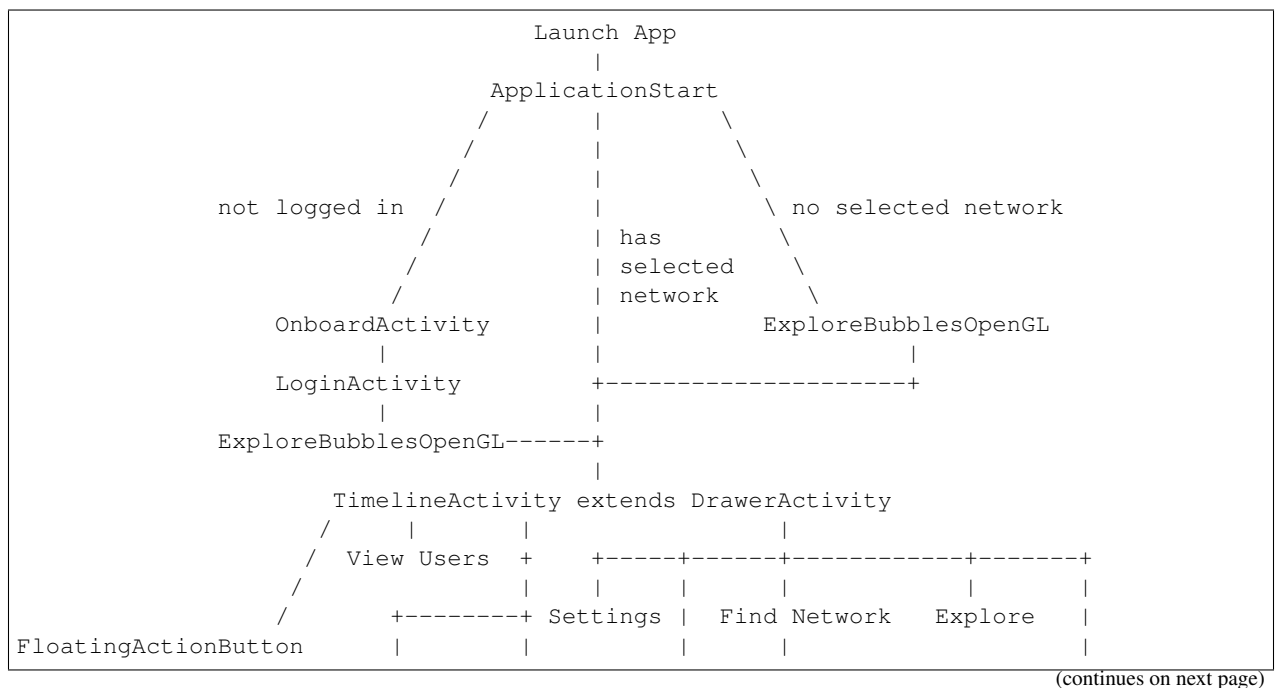 Launch App
                                        |
                                 ApplicationStart
                                /       |        \
                               /        |         \
                              /         |          \
              not logged in  /          |           \ no selected network
                            /           | has        \
                           /            | selected    \
                          /             | network      \
                  OnboardActivity       |           ExploreBubblesOpenGL
                         |              |                     |
                  LoginActivity         +---------------------+
                         |              |
              ExploreBubblesOpenGL------+
                                        |
                      TimelineActivity extends DrawerActivity
                     /     |       |                 |
                    /  View Users  +    +-----+------+------------+-------+
                   /               |    |     |      |            |       |
                  /       +--------+ Settings |  Find Network   Explore   |
FloatingActionButton      |        |          |      |                    |
(continues on next page)